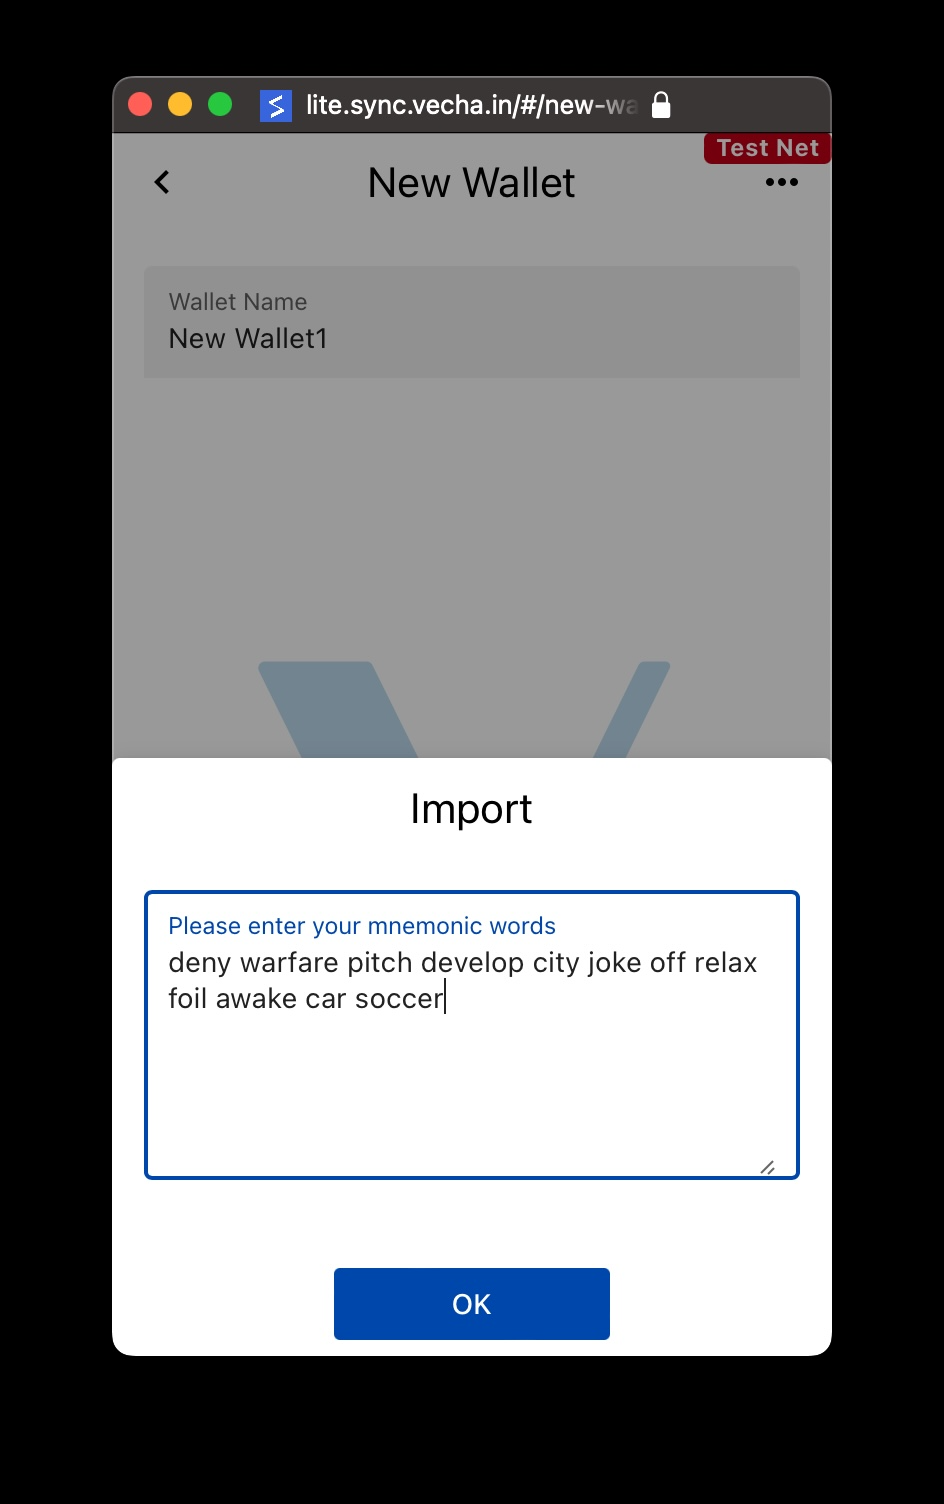 lite.sync.vecha.in/#/new-wa
Test Net
New Wallet
Wallet Name
New Wallet1
Import
Please enter your mnemonic words
deny warfare pitch develop city joke off relax
foil awake car soccer
OK